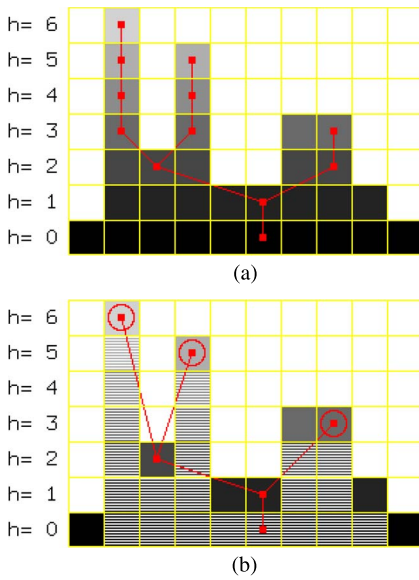 h= 6
h= 5
h= 4
h= 3
h= 2
h= 1
h= 0
(a)
h= 6
h= 5
h= 4
h= 3
h= 2
h= 1
h= 0
(b)